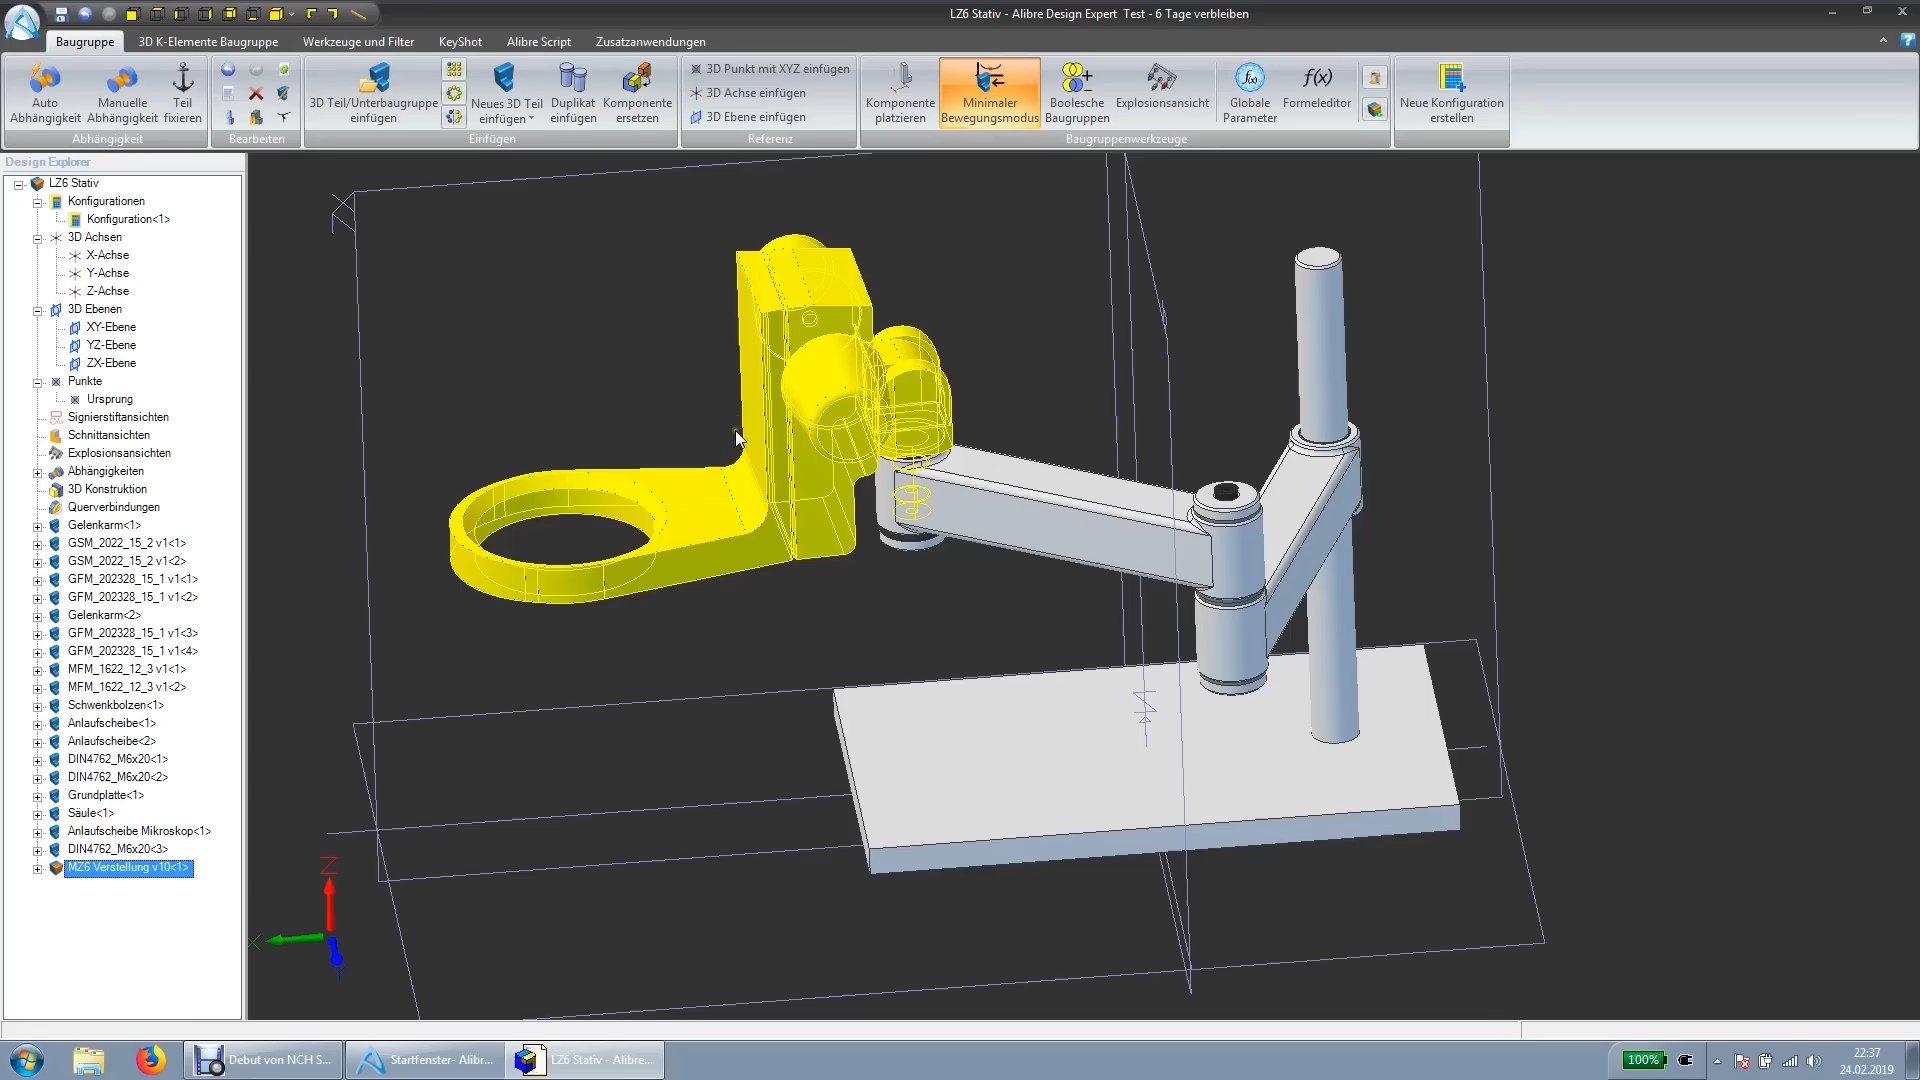 LZ6 Stativ - Alibre Design Expert  Test - 6 Tage verbleiben
Baugruppe
3D K-Elemente Baugruppe
Werkzeuge und Filter
KeyShot
Alibre Script
Zusatzanwendungen
Auto Abhängigkeit
Manuelle Abhängigkeit
Teil fixieren
Abhängigkeit
Bearbeiten
3D Teil/Unterbaugruppe einfügen
Neues 3D Teil einfügen
Duplikat einfügen
Komponente ersetzen
Einfügen
3D Punkt mit XYZ einfügen
3D Achse einfügen
3D Ebene einfügen
Referenz
Komponente platzieren
Minimaler Bewegungsmodus
Boolesche Baugruppen
Explosionsansicht
Globale Parameter
f(x)
Formeleditor
Baugruppenwerkzeuge
Neue Konfiguration erstellen
Design Explorer
LZ6 Stativ
Konfigurationen
Konfiguration<1>
3D Achsen
X-Achse
Y-Achse
Z-Achse
3D Ebenen
XY-Ebene
YZ-Ebene
ZX-Ebene
Punkte
Ursprung
Signierstiftansichten
Schnittansichten
Explosionsansichten
Abhängigkeiten
3D Konstruktion
Querverbindungen
Gelenkarm<1>
GSM_2022_15_2 v1<1>
GSM_2022_15_2 v1<2>
GFM_202328_15_1 v1<1>
GFM_202328_15_1 v1<2>
Gelenkarm<2>
GFM_202328_15_1 v1<3>
GFM_202328_15_1 v1<4>
MFM_1622_12_3 v1<1>
MFM_1622_12_3 v1<2>
Schwenkbolzen<1>
Anlaufscheibe<1>
Anlaufscheibe<2>
DIN4762_M6x20<1>
DIN4762_M6x20<2>
Grundplatte<1>
Säule<1>
Anlaufscheibe Mikroskop<1>
DIN4762_M6x20<3>
MZ6 Verstellung v10<1>
Z
Debut von NCH S...
Startfenster- Alibr...
LZ6 Stativ - Alibre...
100%
22:37
24.02.2019